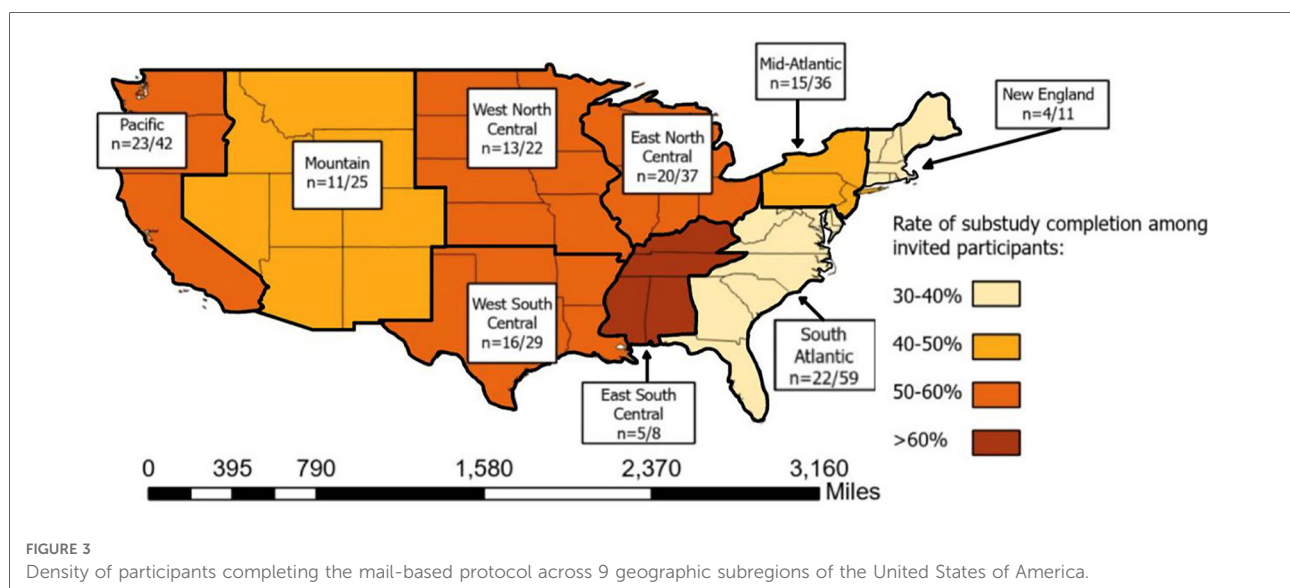 Mid-Atlantic
n=15/36
New England
n=4/11
West North
Central
n=13/22
Pacific
n=23/42
East North
Central
n=20/37
Mountain
n=11/25
Rate of substudy completion among
invited participants:
30-40%
40-50%
50-60%
>60%
West South
Central
n=16/29
South
Atlantic
n=22/59
East South
Central
n=5/8
0 395 790 1,580 2,370 3,160
Miles
FIGURE 3
Density of participants completing the mail-based protocol across 9 geographic subregions of the United States of America.